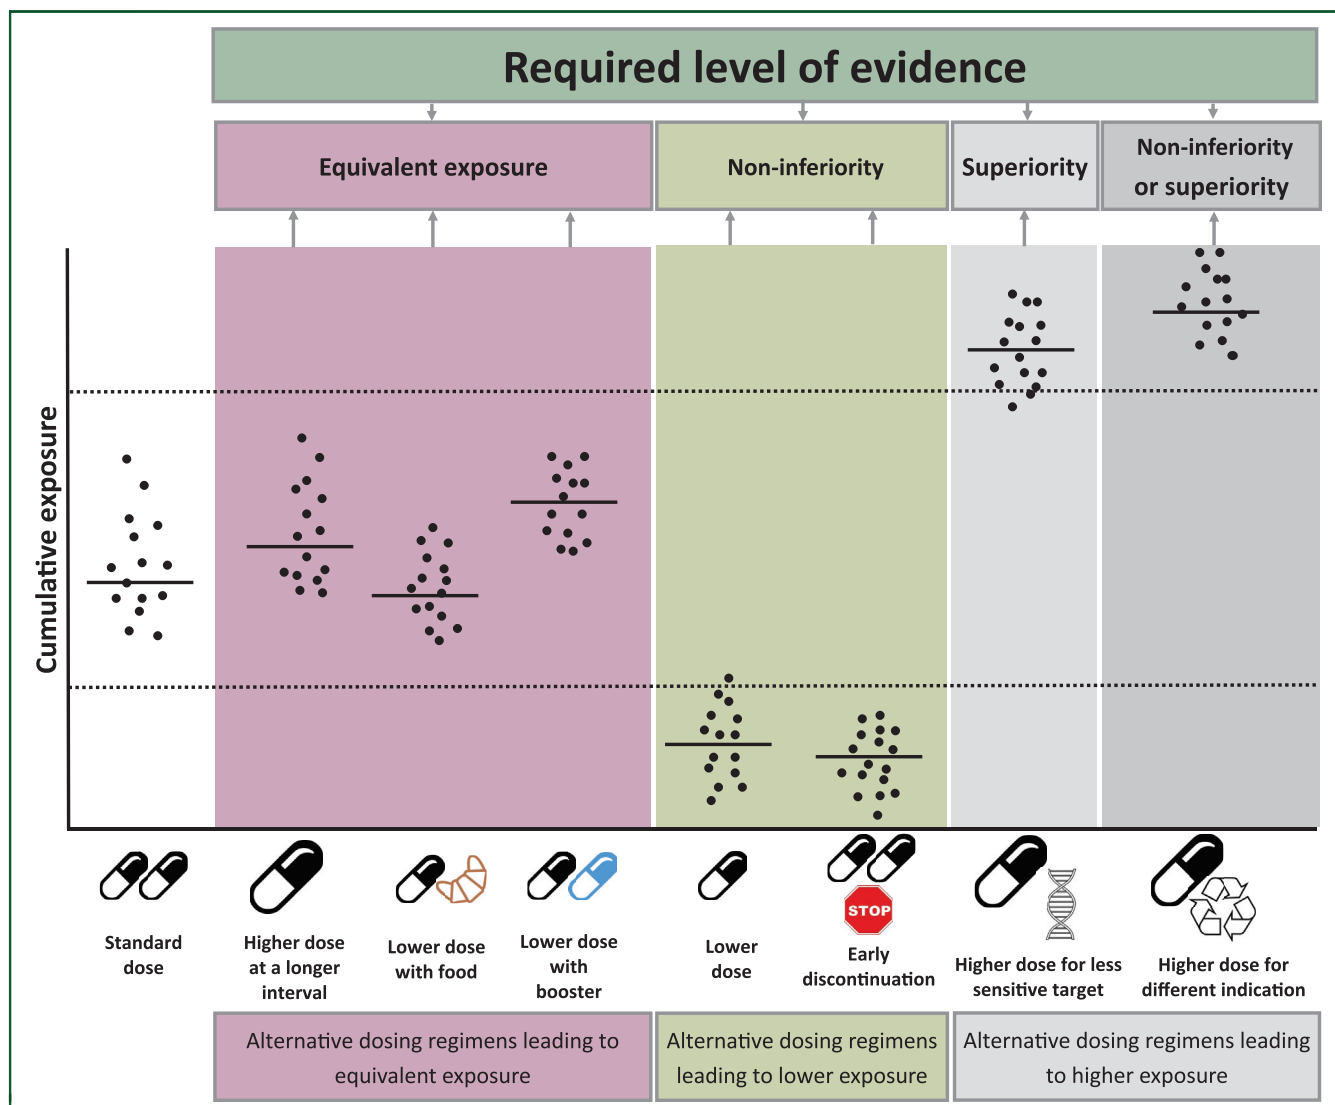 Required level of evidence
Equivalent exposure
Non-inferiority
Superiority
Non-inferiority
or superiority
Cumulative exposure
STOP
Standard
dose
Higher dose
at a longer
interval
Lower dose
with food
Lower dose
with
booster
Lower
dose
Early
discontinuation
Higher dose for less
sensitive target
Higher dose for
different indication
Alternative dosing regimens leading to
equivalent exposure
Alternative dosing regimens
leading to lower exposure
Alternative dosing regimens leading
to higher exposure